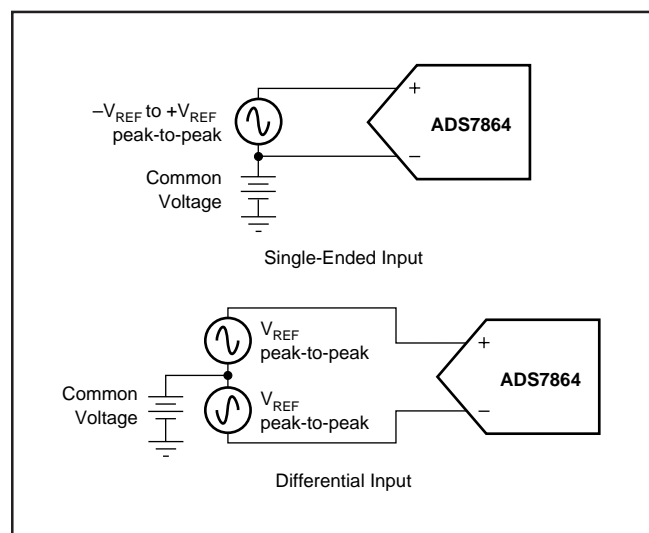 –VREF to +VREF
peak-to-peak
+
ADS7864
–
Common
Voltage
Single-Ended Input
VREF
peak-to-peak
+
ADS7864
Common
Voltage
VREF
peak-to-peak
–
Differential Input